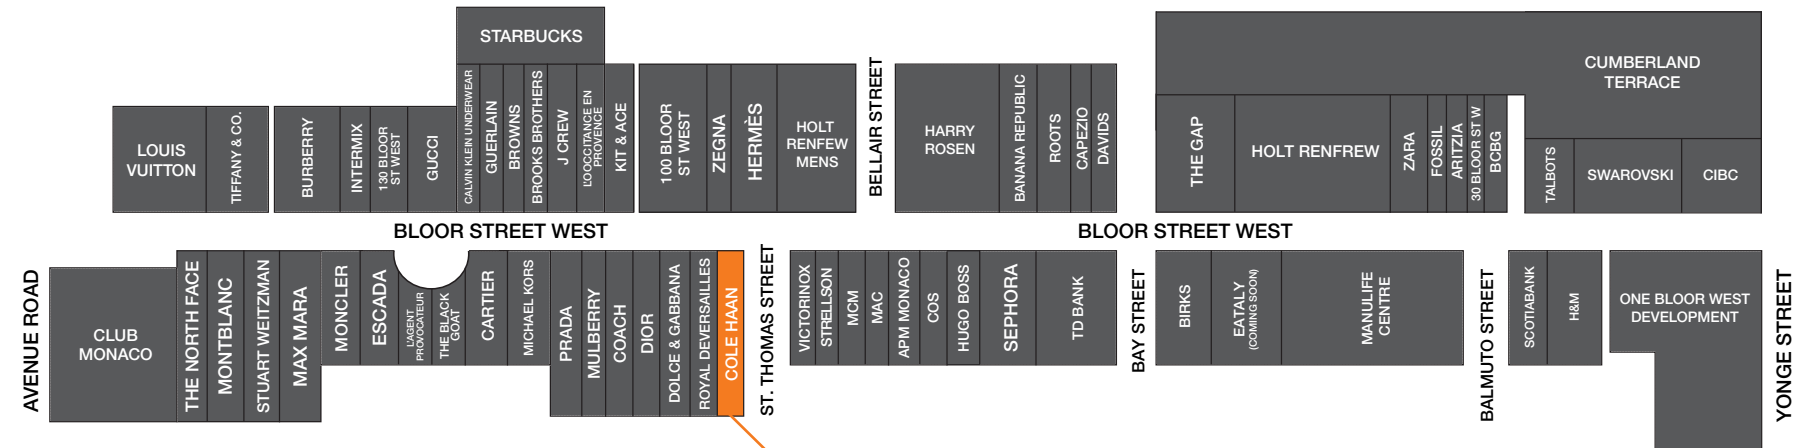 STARBUCKS
CUMBERLAND
TERRACE
LOUIS
VUITTON
TIFFANY & CO.
BURBERRY
INTERMIX
130 BLOOR
ST WEST
GUCCI
CALVIN KLEIN UNDERWEAR
GUERLAIN
BROWNS
BROOKS BROTHERS
J CREW
L'OCCITANCE EN
PROVENCE
KIT & ACE
100 BLOOR
ST WEST
ZEGNA
HERMÈS
HOLT
RENFEW
MENS
BELLAIR STREET
HARRY
ROSEN
BANANA REPUBLIC
ROOTS
CAPEZIO
DAVIDS
THE GAP
HOLT RENFREW
ZARA
FOSSIL
ARITZIA
30 BLOOR ST W
BCBG
TALBOTS
SWAROVSKI
CIBC
BLOOR STREET WEST
BLOOR STREET WEST
AVENUE ROAD
CLUB
MONACO
THE NORTH FACE
MONTBLANC
STUART WEITZMAN
MAX MARA
MONCLER
ESCADA
L'AGENT
PROVOCATEUR
THE BLACK
GOAT
CARTIER
MICHAEL KORS
PRADA
MULBERRY
COACH
DIOR
DOLCE & GABBANA
ROYAL DEVERSAILLES
COLE HAAN
ST. THOMAS STREET
VICTORINOX
STRELLSON
MCM
MAC
APM MONACO
COS
HUGO BOSS
SEPHORA
TD BANK
BAY STREET
BIRKS
EATALY
(COMING SOON)
MANULIFE
CENTRE
BALMUTO STREET
SCOTIABANK
H&M
ONE BLOOR WEST
DEVELOPMENT
YONGE STREET